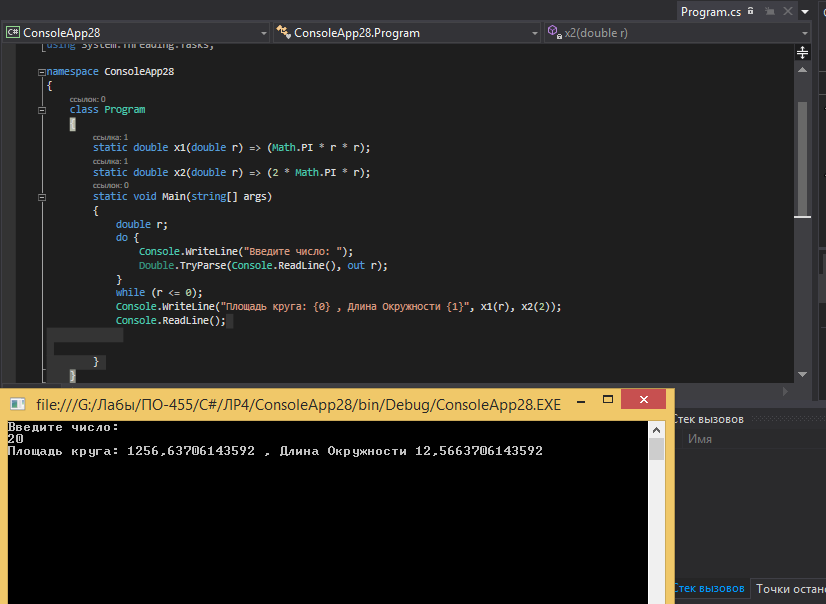 Program.cs
C# ConsoleApp28
ConsoleApp28.Program
x2(double r)
using System.Threading.Tasks;
namespace ConsoleApp28
{
ссылок: 0
class Program
{
ссылка: 1
static double x1(double r) => (Math.PI * r * r);
ссылка: 1
static double x2(double r) => (2 * Math.PI * r);
ссылок: 0
static void Main(string[] args)
{
double r;
do {
Console.WriteLine("Введите число: ");
Double.TryParse(Console.ReadLine(), out r);
}
while (r <= 0);
Console.WriteLine("Площадь круга: {0} , Длина Окружности {1}", x1(r), x2(2));
Console.ReadLine();
}
}
file:///G:/Лабы/ПО-455/C#/ЛР4/ConsoleApp28/bin/Debug/ConsoleApp28.EXE
Введите число:
20
Площадь круга: 1256,63706143592 , Длина Окружности 12,5663706143592
Стек вызовов
Имя
Стек вызовов
Точки остано